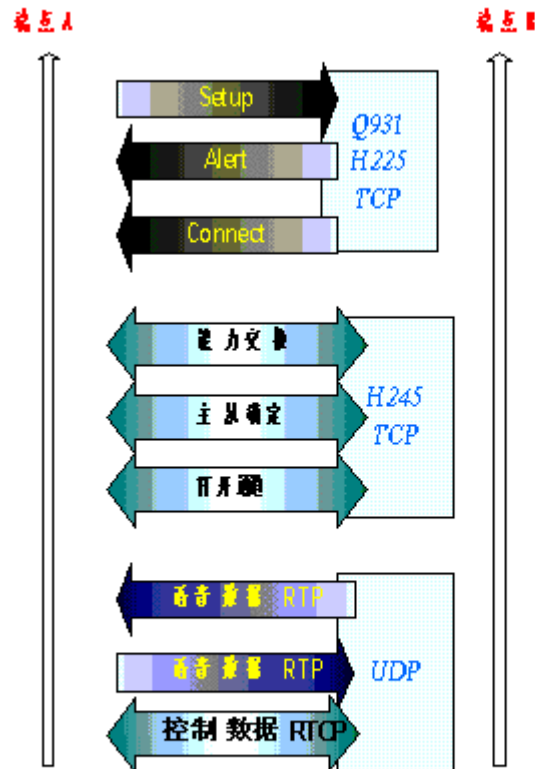 端点A
端点B
Setup
Alert
Connect
Q931
H225
TCP
能力交换
主从确定
打开通道
H245
TCP
语音数据 RTP
语音数据 RTP
控制数据 RTCP
UDP